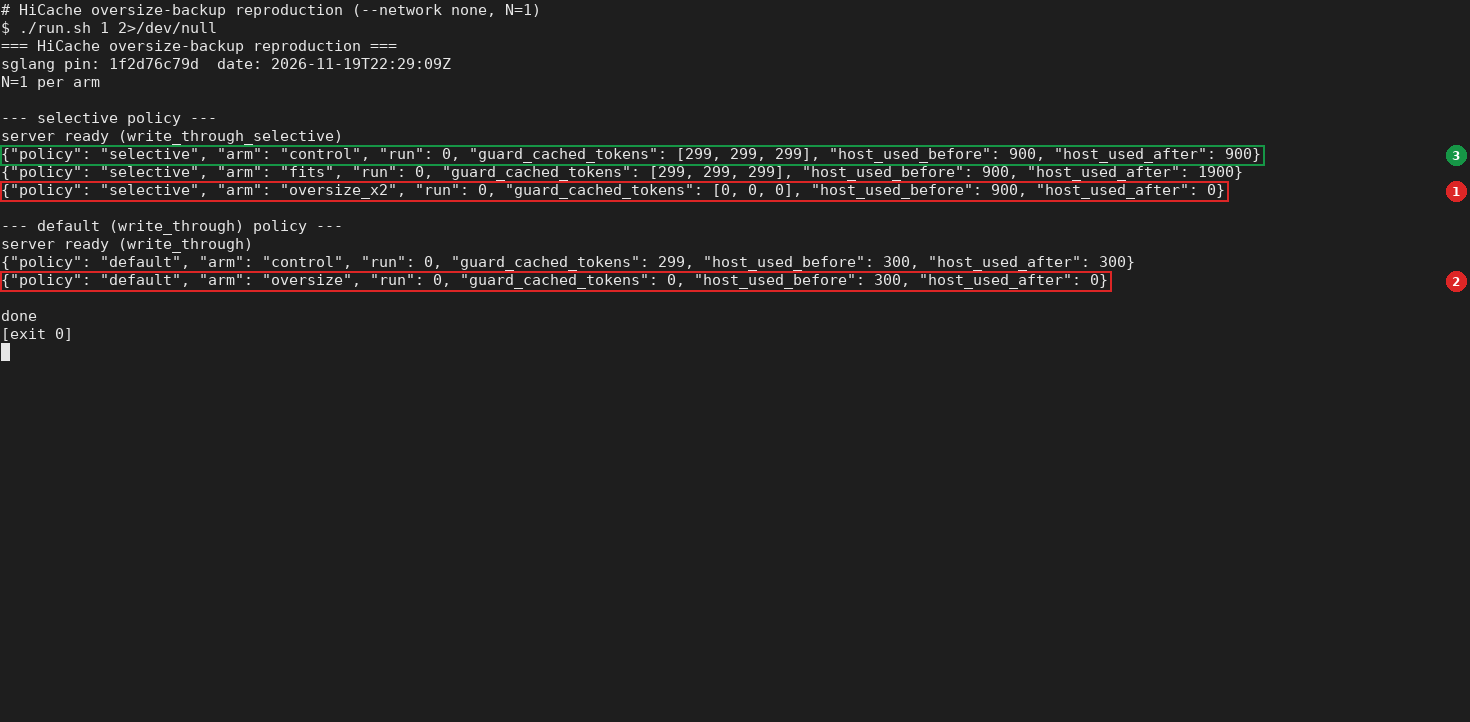 # HiCache oversize-backup reproduction (--network none, N=1)
$ ./run.sh 1 2>/dev/null
=== HiCache oversize-backup reproduction ===
sglang pin: 1f2d76c79d  date: 2026-11-19T22:29:09Z
N=1 per arm
--- selective policy ---
server ready (write_through_selective)
{"policy": "selective", "arm": "control", "run": 0, "guard_cached_tokens": [299, 299, 299], "host_used_before": 900, "host_used_after": 900} 3
{"policy": "selective", "arm": "fits", "run": 0, "guard_cached_tokens": [299, 299, 299], "host_used_before": 900, "host_used_after": 1900}
{"policy": "selective", "arm": "oversize_x2", "run": 0, "guard_cached_tokens": [0, 0, 0], "host_used_before": 900, "host_used_after": 0} 1
--- default (write_through) policy ---
server ready (write_through)
{"policy": "default", "arm": "control", "run": 0, "guard_cached_tokens": 299, "host_used_before": 300, "host_used_after": 300}
{"policy": "default", "arm": "oversize", "run": 0, "guard_cached_tokens": 0, "host_used_before": 300, "host_used_after": 0} 2
done
[exit 0]